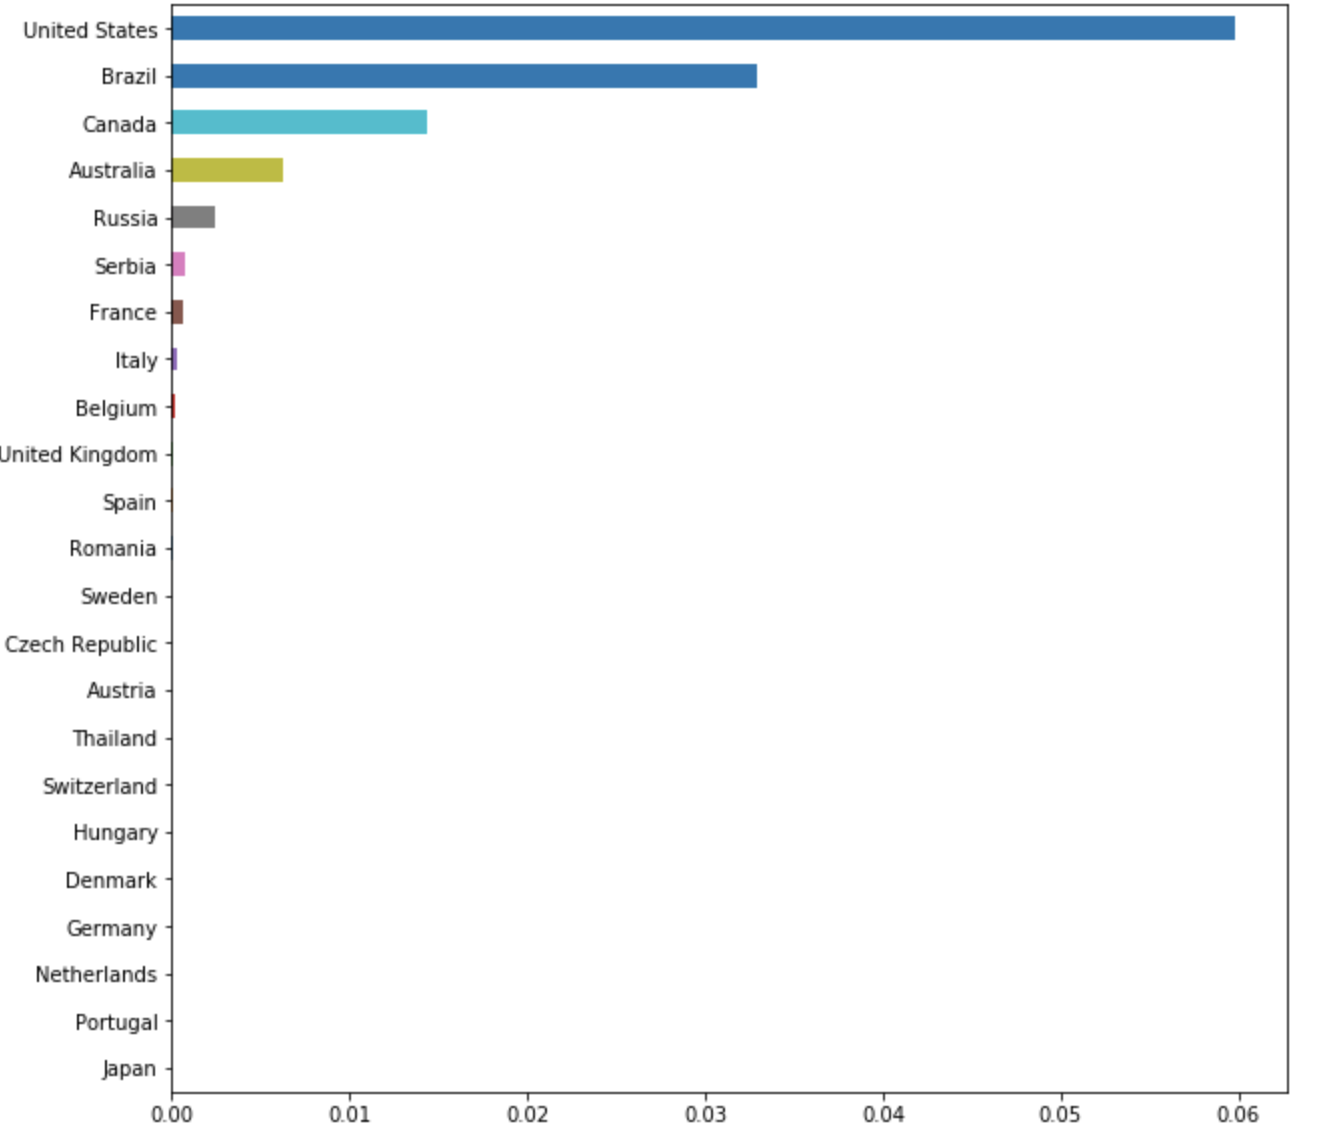 United States
Brazil
Canada
Australia
Russia
Serbia
France
Italy
Belgium
United Kingdom
Spain
Romania
Sweden
Czech Republic
Austria
Thailand
Switzerland
Hungary
Denmark
Germany
Netherlands
Portugal
Japan
0.00 0.01 0.02 0.03 0.04 0.05 0.06